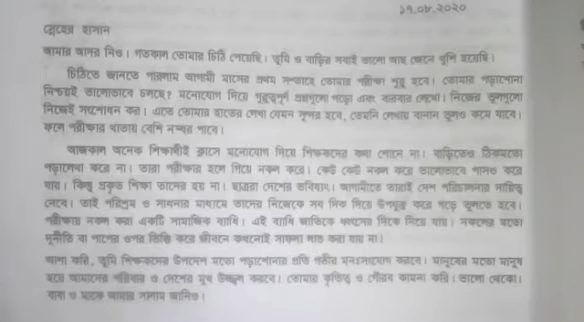 ১৭.০৮.২০২০
স্নেহের হাসান
আমার আদর নিও। গতকাল তোমার চিঠি পেয়েছি। তুমি ও বাড়ির সবাই ভালো আছ জেনে খুশি হয়েছি।
চিঠিতে জানতে পারলাম আগামী মাসের প্রথম সপ্তাহে তোমার পরীক্ষা শুরু হবে। তোমার পড়াশোনা
নিশ্চয়ই ভালোভাবে চলছে? মনোযোগ দিয়ে গুরুত্বপূর্ণ প্রশ্নগুলো পড়ো এবং বারবার লেখো। নিজের ভুলগুলো
নিজেই সংশোধন কর। এতে তোমার হাতের লেখা যেমন সুন্দর হবে, তেমনি লেখায় বানান ভুলও কমে যাবে।
ফলে পরীক্ষার খাতায় বেশি নম্বর পাবে।
আজকাল অনেক শিক্ষার্থীই ক্লাসে মনোযোগ দিয়ে শিক্ষকদের কথা শোনে না। বাড়িতেও ঠিকমতো
পড়ালেখা করে না। তারা পরীক্ষার হলে গিয়ে নকল করে। কেউ কেউ নকল করে ভালোভাবে পাসও করে
যায়। কিন্তু প্রকৃত শিক্ষা তাদের হয় না। ছাত্ররা দেশের ভবিষ্যৎ। আগামীতে তারাই দেশ পরিচালনার দায়িত্ব
নেবে। তাই পরিশ্রম ও সাধনার মাধ্যমে তাদের নিজেকে সব দিক দিয়ে উপযুক্ত করে গড়ে তুলতে হবে।
পরীক্ষায় নকল করা একটি সামাজিক ব্যাধি। এই ব্যাধি জাতিকে ধ্বংসের দিকে নিয়ে যায়। নকলের মতো
দুর্নীতি বা পাপের ওপর ভিত্তি করে জীবনে কখনোই সাফল্য লাভ করা যায় না।
আশা করি, তুমি শিক্ষকদের উপদেশ মতো পড়াশোনার প্রতি গভীর মনঃসংযোগ করবে। মানুষের মতো মানুষ
হয়ে আমাদের পরিবার ও দেশের মুখ উজ্জ্বল করবে। তোমার কৃতিত্ব ও গৌরব কামনা করি। ভালো থেকো।
বাবা ও মাকে আমার সালাম জানিও।